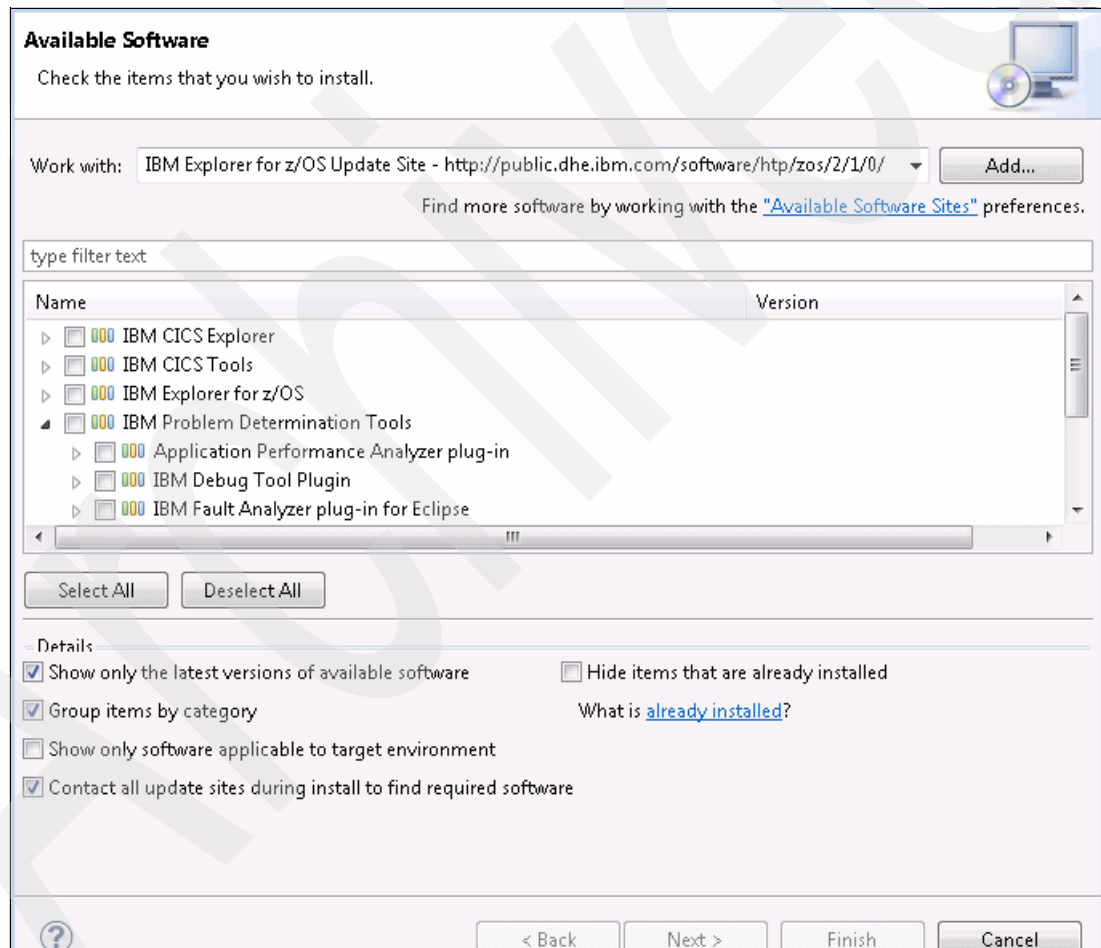 Available Software
Check the items that you wish to install.
Work with: IBM Explorer for z/OS Update Site - http://public.dhe.ibm.com/software/htp/zos/2/1/0/ Add...
Find more software by working with the "Available Software Sites" preferences.
type filter text
Name Version
IBM CICS Explorer
IBM CICS Tools
IBM Explorer for z/OS
IBM Problem Determination Tools
Application Performance Analyzer plug-in
IBM Debug Tool Plugin
IBM Fault Analyzer plug-in for Eclipse
Select All Deselect All
Details
Show only the latest versions of available software Hide items that are already installed
Group items by category What is already installed?
Show only software applicable to target environment
Contact all update sites during install to find required software
? < Back Next > Finish Cancel